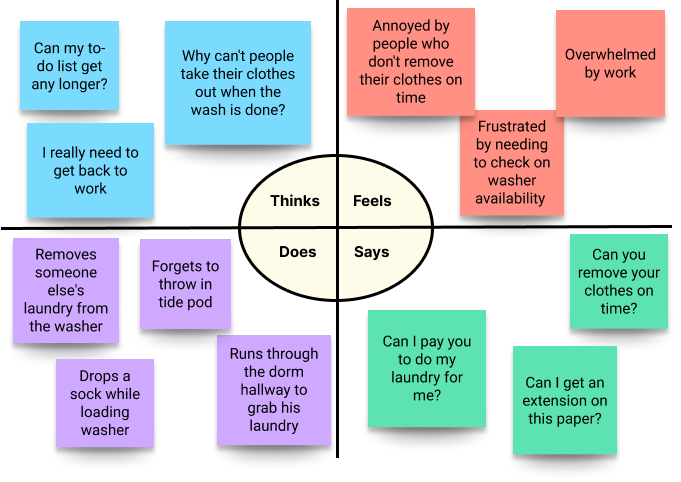 Can my to-
do list get
any longer?
Why can't people
take their clothes
out when the
wash is done?
I really need to
get back to
work
Annoyed by
people who
don't remove
their clothes on
time
Overwhelmed
by work
Frustrated
by needing
to check on
washer
availability
Thinks
Feels
Does
Says
Removes
someone
else's
laundry from
the washer
Forgets to
throw in
tide pod
Drops a
sock while
loading
washer
Runs through
the dorm
hallway to
grab his
laundry
Can you
remove your
clothes on
time?
Can I pay you
to do my
laundry for
me?
Can I get an
extension on
this paper?